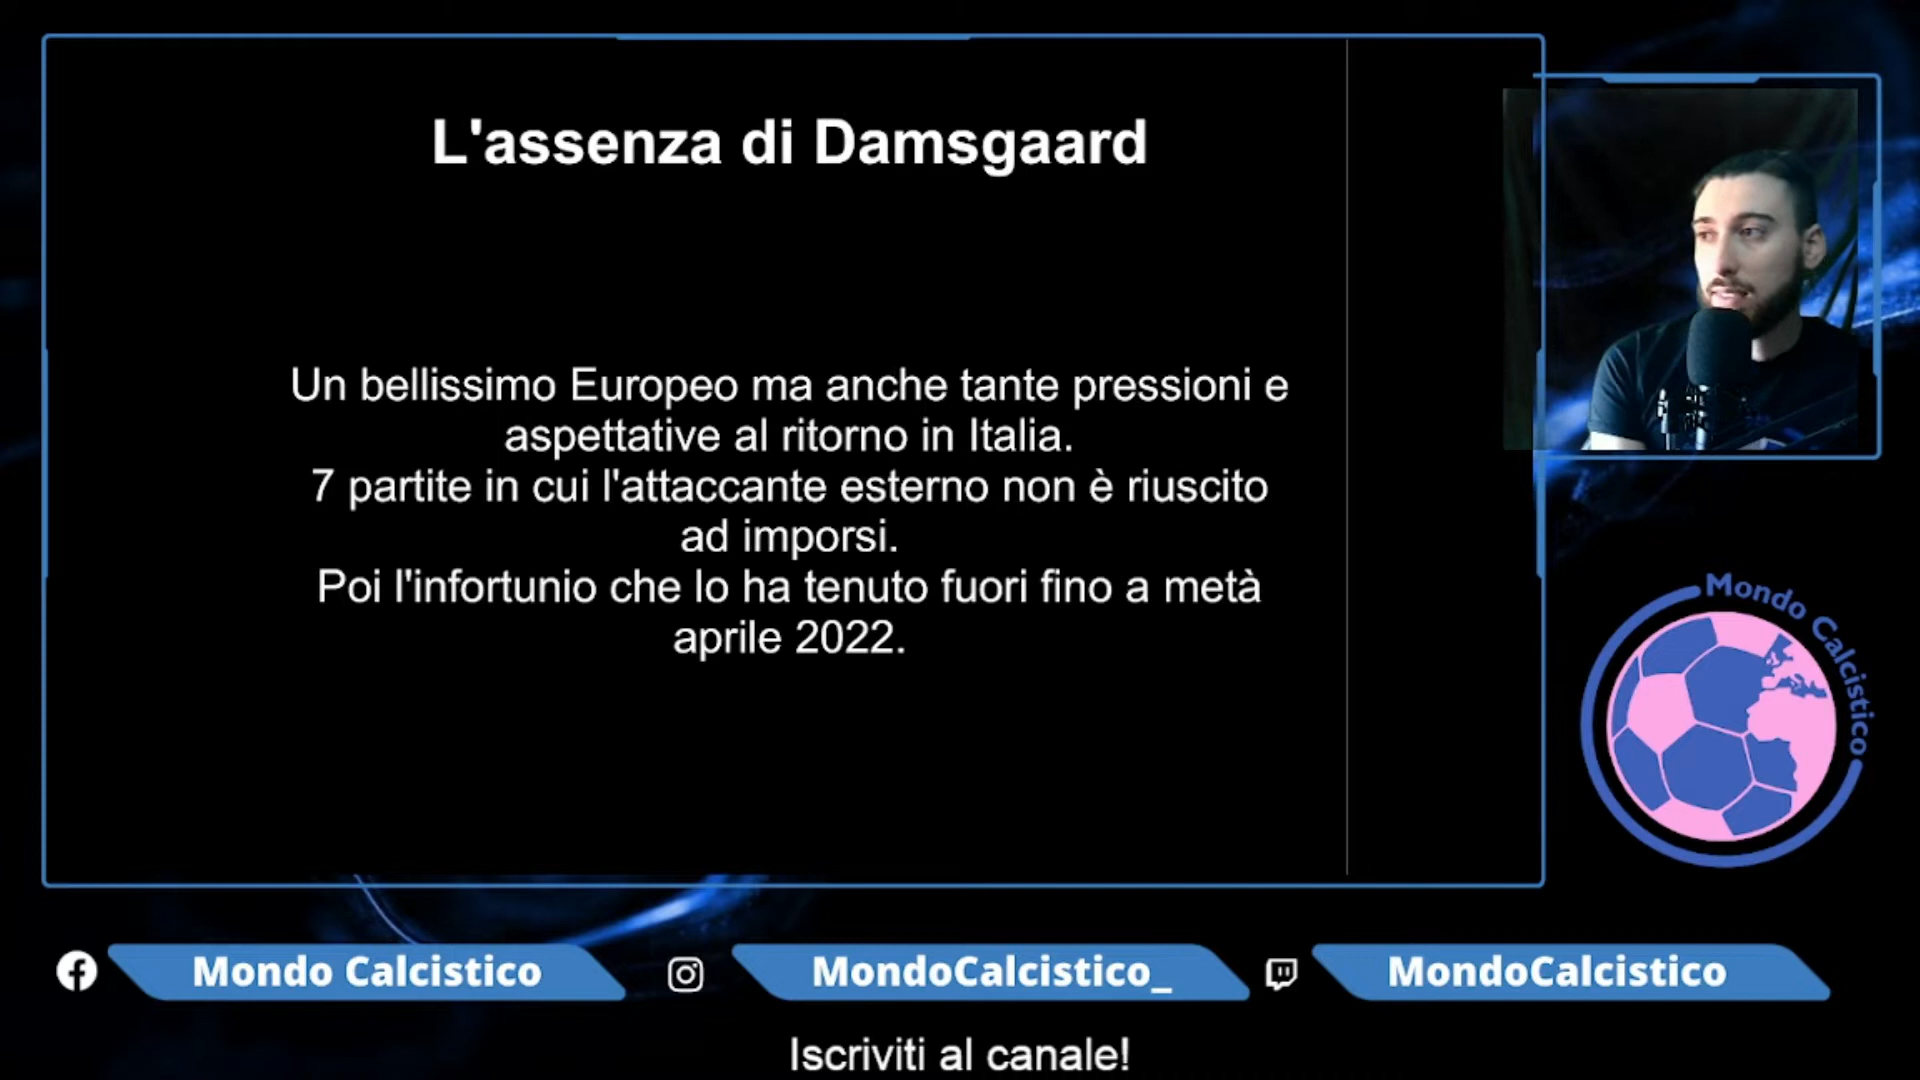 L'assenza di Damsgaard
Un bellissimo Europeo ma anche tante pressioni e
aspettative al ritorno in Italia.
7 partite in cui l'attaccante esterno non è riuscito
ad imporsi.
Poi l'infortunio che lo ha tenuto fuori fino a metà
aprile 2022.
Mondo Calcistico
Mondo Calcistico
MondoCalcistico_
MondoCalcistico
Iscriviti al canale!